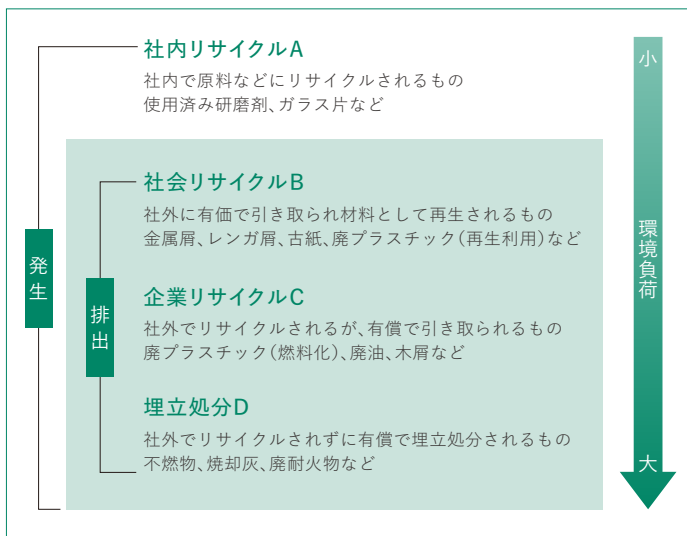 社内リサイクルA
社内で原料などにリサイクルされるもの
使用済み研磨剤、ガラス片など
社会リサイクルB
社外に有価で引き取られ材料として再生されるもの
金属屑、レンガ屑、古紙、廃プラスチック(再生利用)など
企業リサイクルC
社外でリサイクルされるが、有償で引き取られるもの
廃プラスチック(燃料化)、廃油、木屑など
埋立処分D
社外でリサイクルされずに有償で埋立処分されるもの
不燃物、焼却灰、廃耐火物など
発生
排出
小
環境負荷
大